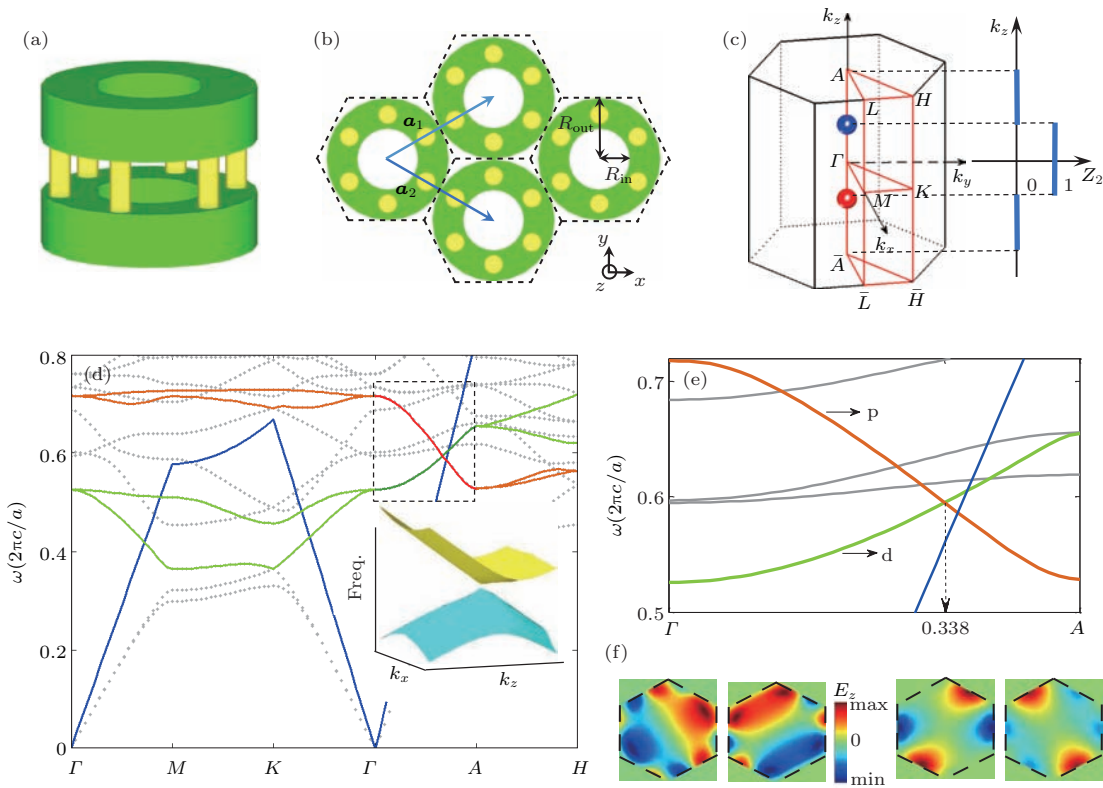 (a)
(b)
a1
a2
Rout
Rin
y
z
x
(c)
kz
kz
A
H
L
Γ
ky
0
1
Z2
K
M
kx
Ā
L̄
H̄
(d)
0.8
0.6
0.4
0.2
0
ω(2πc/a)
Freq.
kx
kz
Γ
M
K
Γ
A
H
(e)
0.7
0.6
0.5
ω(2πc/a)
p
d
Γ
0.338
A
(f)
Ez
max
0
min